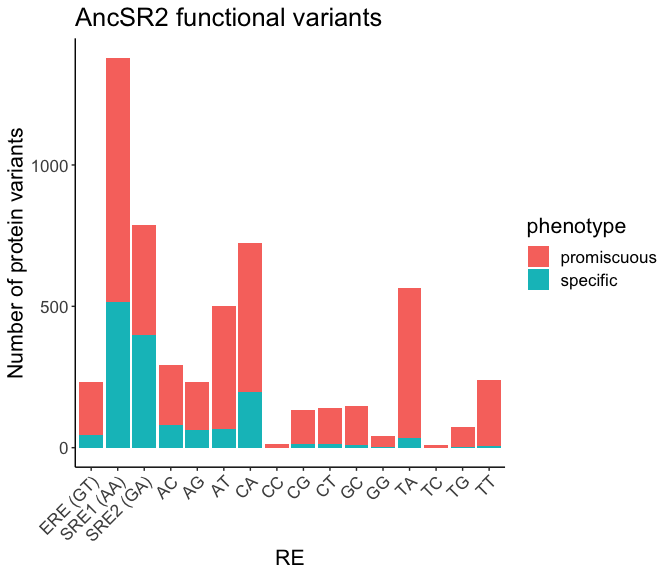 AncSR2 functional variants
Number of protein variants
1000
500
0
ERE (GT)
SRE1 (AA)
SRE2 (GA)
AC
AG
AT
CA
CC
CG
CT
GC
GG
TA
TC
TG
TT
RE
phenotype
promiscuous
specific